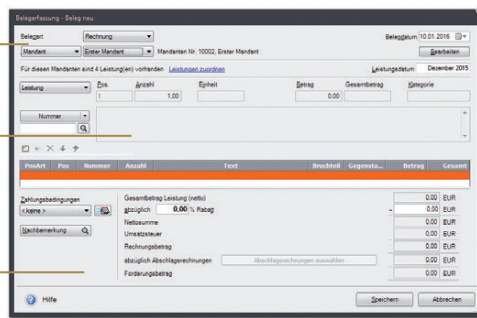 Belegerfassung - Beleg neu
Belegart Rechnung Belegdatum 10.01.2016
Mandant Erster Mandant Mandanten Nr. 10002, Erster Mandant Bearbeiten
Für diesen Mandanten sind 4 Leistung(en) vorhanden Leistungen zuordnen Leistungsdatum Dezember 2015
Leistung Pos. Anzahl Einheit Betrag Gesamtbetrag Kategorie
1 1,00 0,00
Nummer
PosArt Pos Nummer Anzahl Text Bruchteil Gegensta... Betrag Gesamt
Zahlungsbedingungen Gesamtbetrag Leistung (netto) 0,00 EUR
<keine> abzüglich 0,00 % Rabatt - 0,00 EUR
Nettosumme 0,00 EUR
Nachbemerkung Umsatzsteuer 0,00 EUR
Rechnungsbetrag 0,00 EUR
abzüglich Abschlagsrechnungen Abschlagsrechnungen auswählen 0,00 EUR
Forderungsbetrag 0,00 EUR
Hilfe Speichern Abbrechen